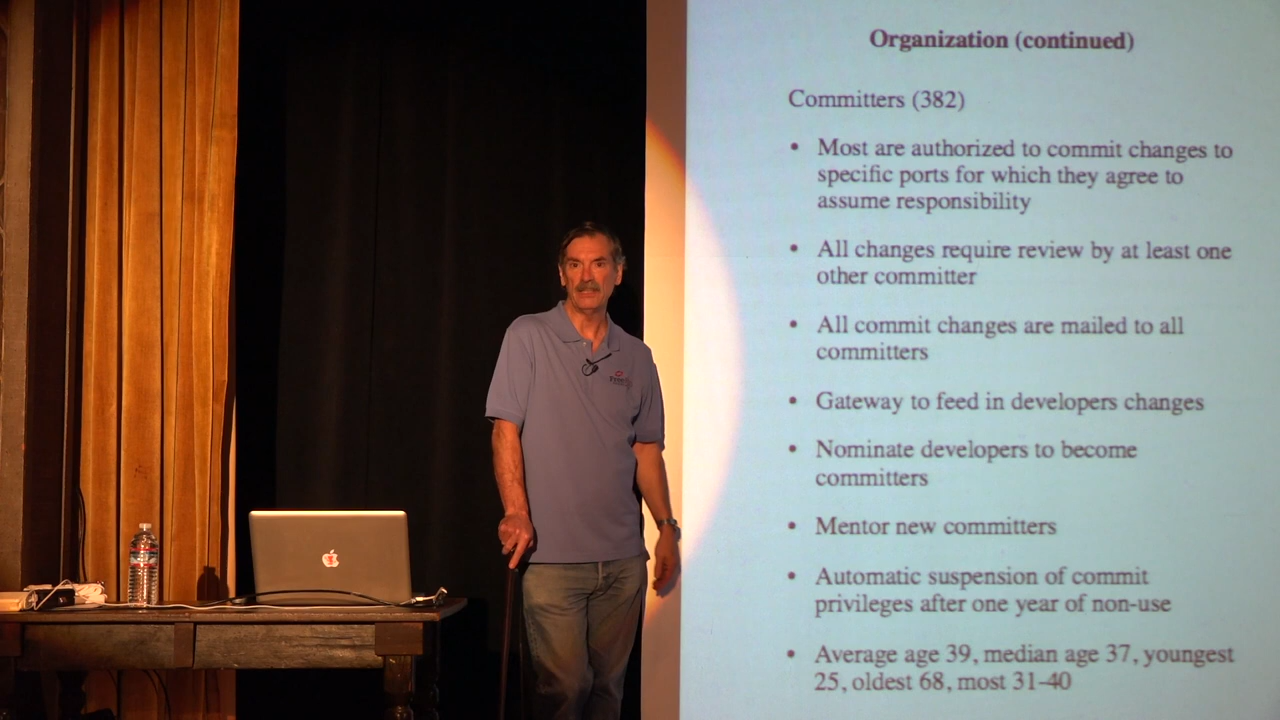 Organization (continued)
Committers (382)
• Most are authorized to commit changes to
specific ports for which they agree to
assume responsibility
• All changes require review by at least one
other committer
• All commit changes are mailed to all
committers
• Gateway to feed in developers changes
• Nominate developers to become
committers
• Mentor new committers
• Automatic suspension of commit
privileges after one year of non-use
• Average age 39, median age 37, youngest
25, oldest 68, most 31-40